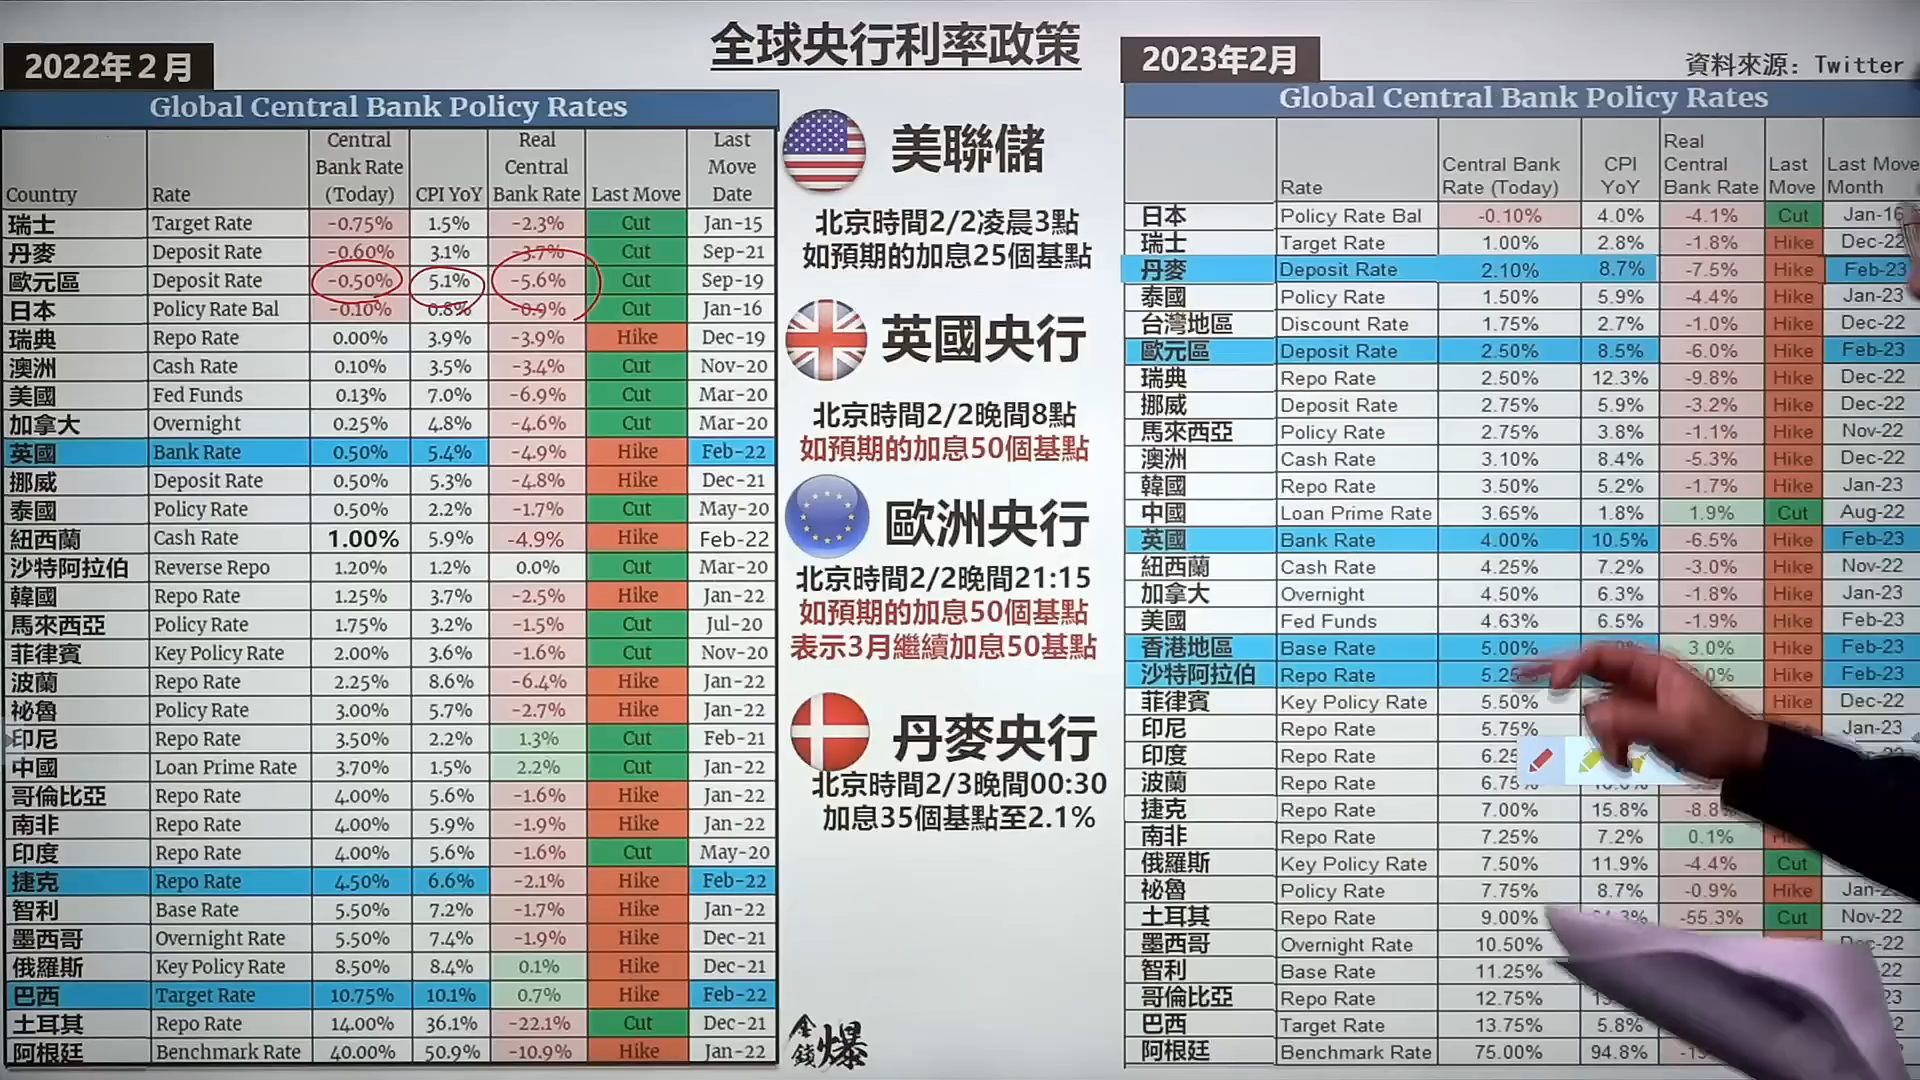 全球央行利率政策
2022年2月
Global Central Bank Policy Rates
Country Rate Central Bank Rate (Today) CPI YoY Real Central Bank Rate Last Move Last Move Date
瑞士 Target Rate -0.75% 1.5% -2.3% Cut Jan-15
丹麥 Deposit Rate -0.60% 3.1% -3.7% Cut Sep-21
歐元區 Deposit Rate -0.50% 5.1% -5.6% Cut Sep-19
日本 Policy Rate Bal -0.10% 0.8% -0.9% Cut Jan-16
瑞典 Repo Rate 0.00% 3.9% -3.9% Hike Dec-19
澳洲 Cash Rate 0.10% 3.5% -3.4% Cut Nov-20
美國 Fed Funds 0.13% 7.0% -6.9% Cut Mar-20
加拿大 Overnight 0.25% 4.8% -4.6% Cut Mar-20
英國 Bank Rate 0.50% 5.4% -4.9% Hike Feb-22
挪威 Deposit Rate 0.50% 5.3% -4.8% Hike Dec-21
泰國 Policy Rate 0.50% 2.2% -1.7% Cut May-20
紐西蘭 Cash Rate 1.00% 5.9% -4.9% Hike Feb-22
沙特阿拉伯 Reverse Repo 1.20% 1.2% 0.0% Cut Mar-20
韓國 Repo Rate 1.25% 3.7% -2.5% Hike Jan-22
馬來西亞 Policy Rate 1.75% 3.2% -1.5% Cut Jul-20
菲律賓 Key Policy Rate 2.00% 3.6% -1.6% Cut Nov-20
波蘭 Repo Rate 2.25% 8.6% -6.4% Hike Jan-22
祕魯 Policy Rate 3.00% 5.7% -2.7% Hike Jan-22
印尼 Repo Rate 3.50% 2.2% 1.3% Cut Feb-21
中國 Loan Prime Rate 3.70% 1.5% 2.2% Cut Jan-22
哥倫比亞 Repo Rate 4.00% 5.6% -1.6% Hike Jan-22
南非 Repo Rate 4.00% 5.9% -1.9% Hike Jan-22
印度 Repo Rate 4.00% 5.6% -1.6% Cut May-20
捷克 Repo Rate 4.50% 6.6% -2.1% Hike Feb-22
智利 Base Rate 5.50% 7.2% -1.7% Hike Jan-22
墨西哥 Overnight Rate 5.50% 7.4% -1.9% Hike Dec-21
俄羅斯 Key Policy Rate 8.50% 8.4% 0.1% Hike Dec-21
巴西 Target Rate 10.75% 10.1% 0.7% Hike Feb-22
土耳其 Repo Rate 14.00% 36.1% -22.1% Cut Dec-21
阿根廷 Benchmark Rate 40.00% 50.9% -10.9% Hike Jan-22
美聯儲
北京時間2/2凌晨3點
如預期的加息25個基點
英國央行
北京時間2/2晚間8點
如預期的加息50個基點
歐洲央行
北京時間2/2晚間21:15
如預期的加息50個基點
表示3月繼續加息50基點
丹麥央行
北京時間2/3晚間00:30
加息35個基點至2.1%
金錢爆
2023年2月
資料來源：Twitter
Global Central Bank Policy Rates
Rate Central Bank Rate (Today) CPI YoY Real Central Bank Rate Last Move Last Move Month
日本 Policy Rate Bal -0.10% 4.0% -4.1% Cut Jan-16
瑞士 Target Rate 1.00% 2.8% -1.8% Hike Dec-22
丹麥 Deposit Rate 2.10% 8.7% -7.5% Hike Feb-23
泰國 Policy Rate 1.50% 5.9% -4.4% Hike Jan-23
台灣地區 Discount Rate 1.75% 2.7% -1.0% Hike Dec-22
歐元區 Deposit Rate 2.50% 8.5% -6.0% Hike Feb-23
瑞典 Repo Rate 2.50% 12.3% -9.8% Hike Dec-22
挪威 Deposit Rate 2.75% 5.9% -3.2% Hike Dec-22
馬來西亞 Policy Rate 2.75% 3.8% -1.1% Hike Nov-22
澳洲 Cash Rate 3.10% 8.4% -5.3% Hike Dec-22
韓國 Repo Rate 3.50% 5.2% -1.7% Hike Jan-23
中國 Loan Prime Rate 3.65% 1.8% 1.9% Cut Aug-22
英國 Bank Rate 4.00% 10.5% -6.5% Hike Feb-23
紐西蘭 Cash Rate 4.25% 7.2% -3.0% Hike Nov-22
加拿大 Overnight 4.50% 6.3% -1.8% Hike Jan-23
美國 Fed Funds 4.63% 6.5% -1.9% Hike Feb-23
香港地區 Base Rate 5.00% 3.0% Hike Feb-23
沙特阿拉伯 Repo Rate Hike Feb-23
菲律賓 Key Policy Rate 5.50% Hike Dec-22
印尼 Repo Rate 5.75% Jan-23
印度 Repo Rate
波蘭 Repo Rate
捷克 Repo Rate 7.00% 15.8%
南非 Repo Rate 7.25% 7.2% 0.1%
俄羅斯 Key Policy Rate 7.50% 11.9% -4.4% Cut
祕魯 Policy Rate 7.75% 8.7% -0.9% Hike
土耳其 Repo Rate 9.00% -55.3% Cut Nov-22
墨西哥 Overnight Rate 10.50%
智利 Base Rate 11.25%
哥倫比亞 Repo Rate 12.75%
巴西 Target Rate 13.75% 5.8%
阿根廷 Benchmark Rate 75.00% 94.8%